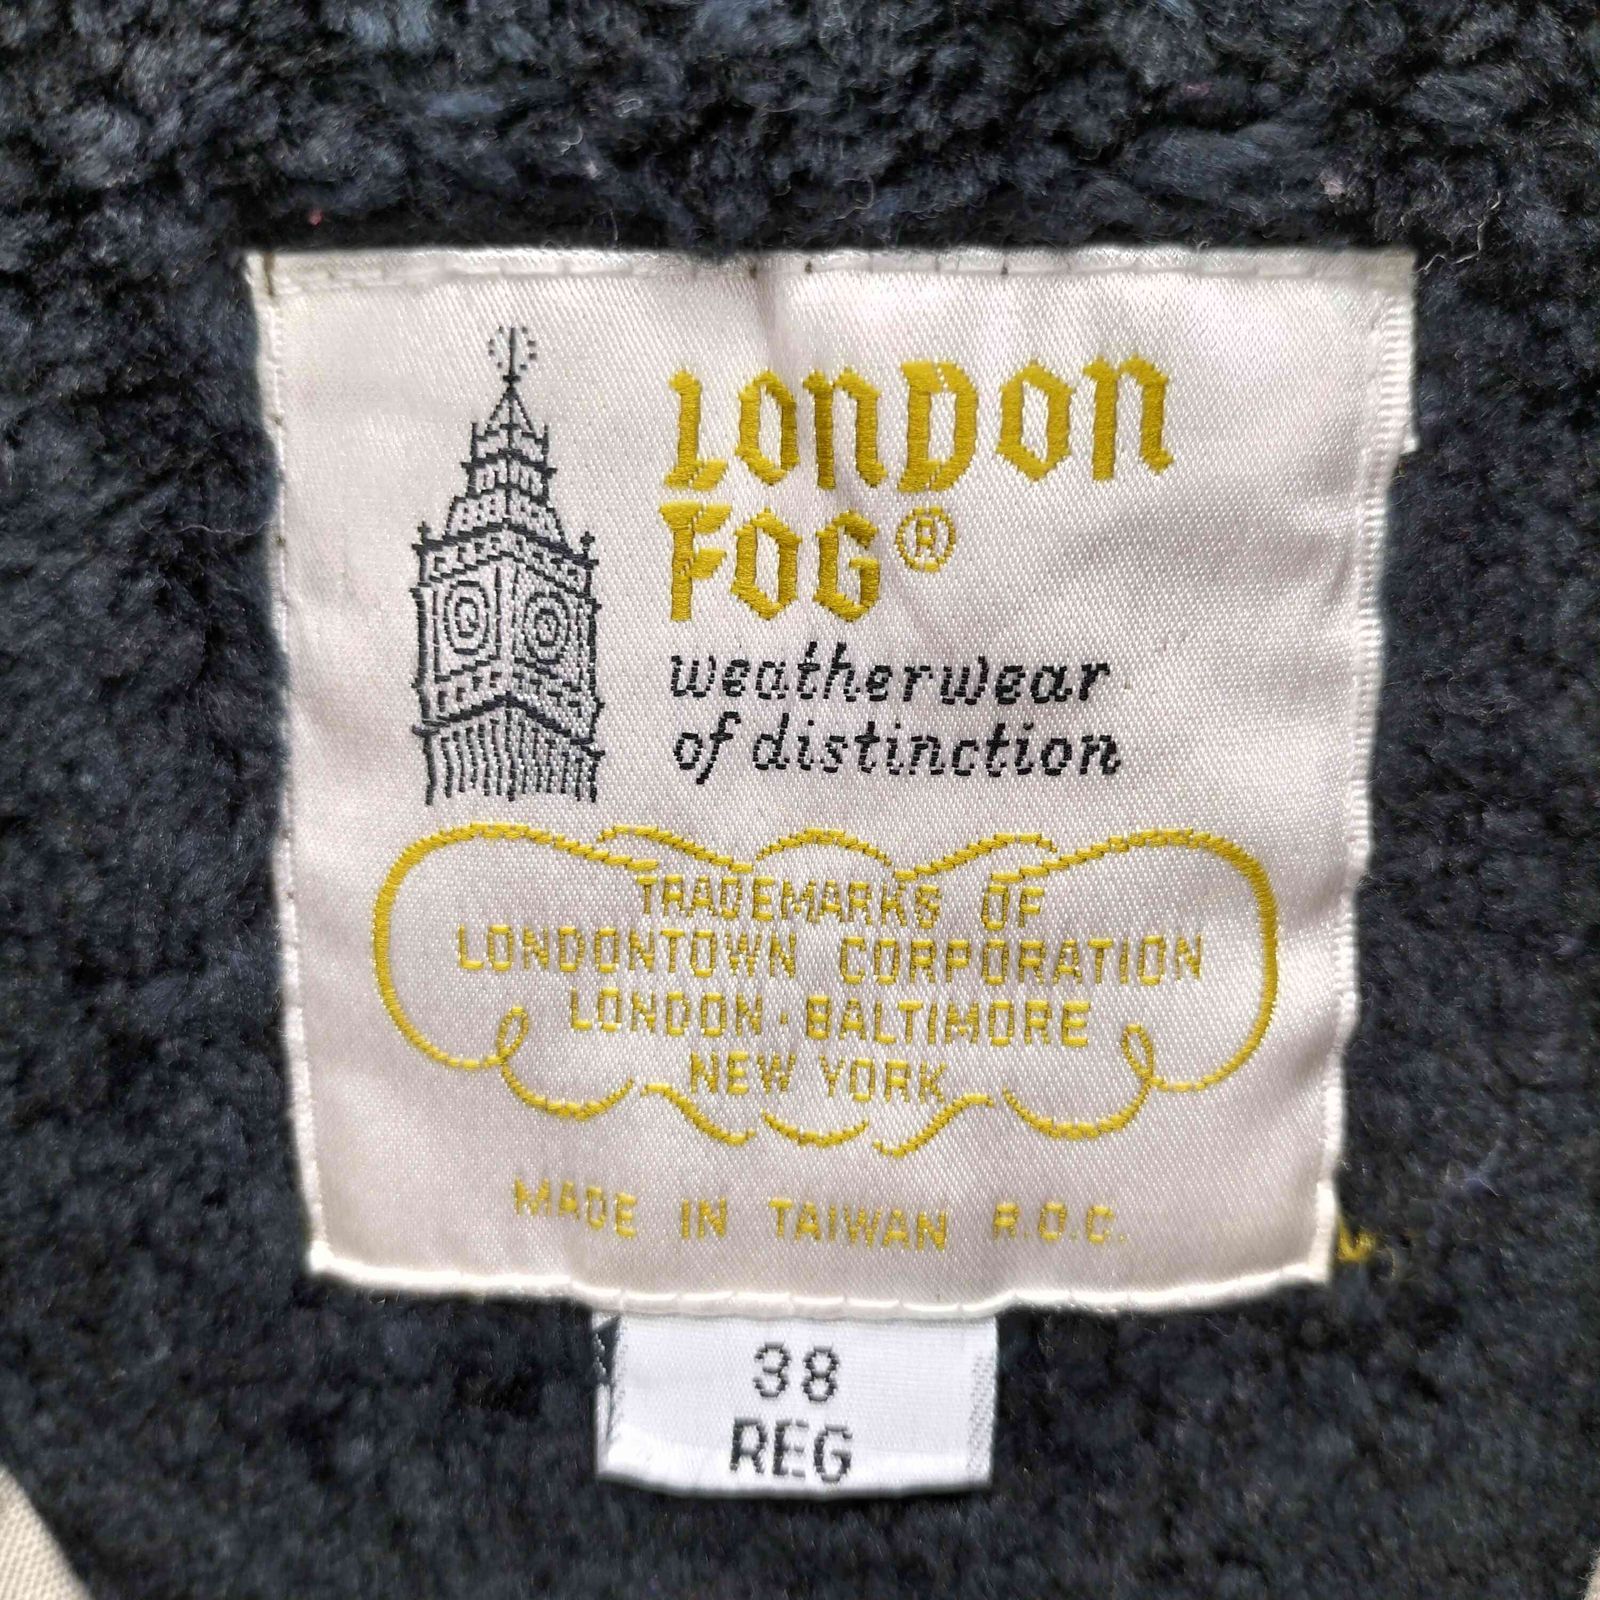 LONDON
FOG®
weatherwear
of distinction
TRADEMARKS OF
LONDONTOWN CORPORATION
LONDON · BALTIMORE
NEW YORK
MADE IN TAIWAN R.O.C.
38
REG